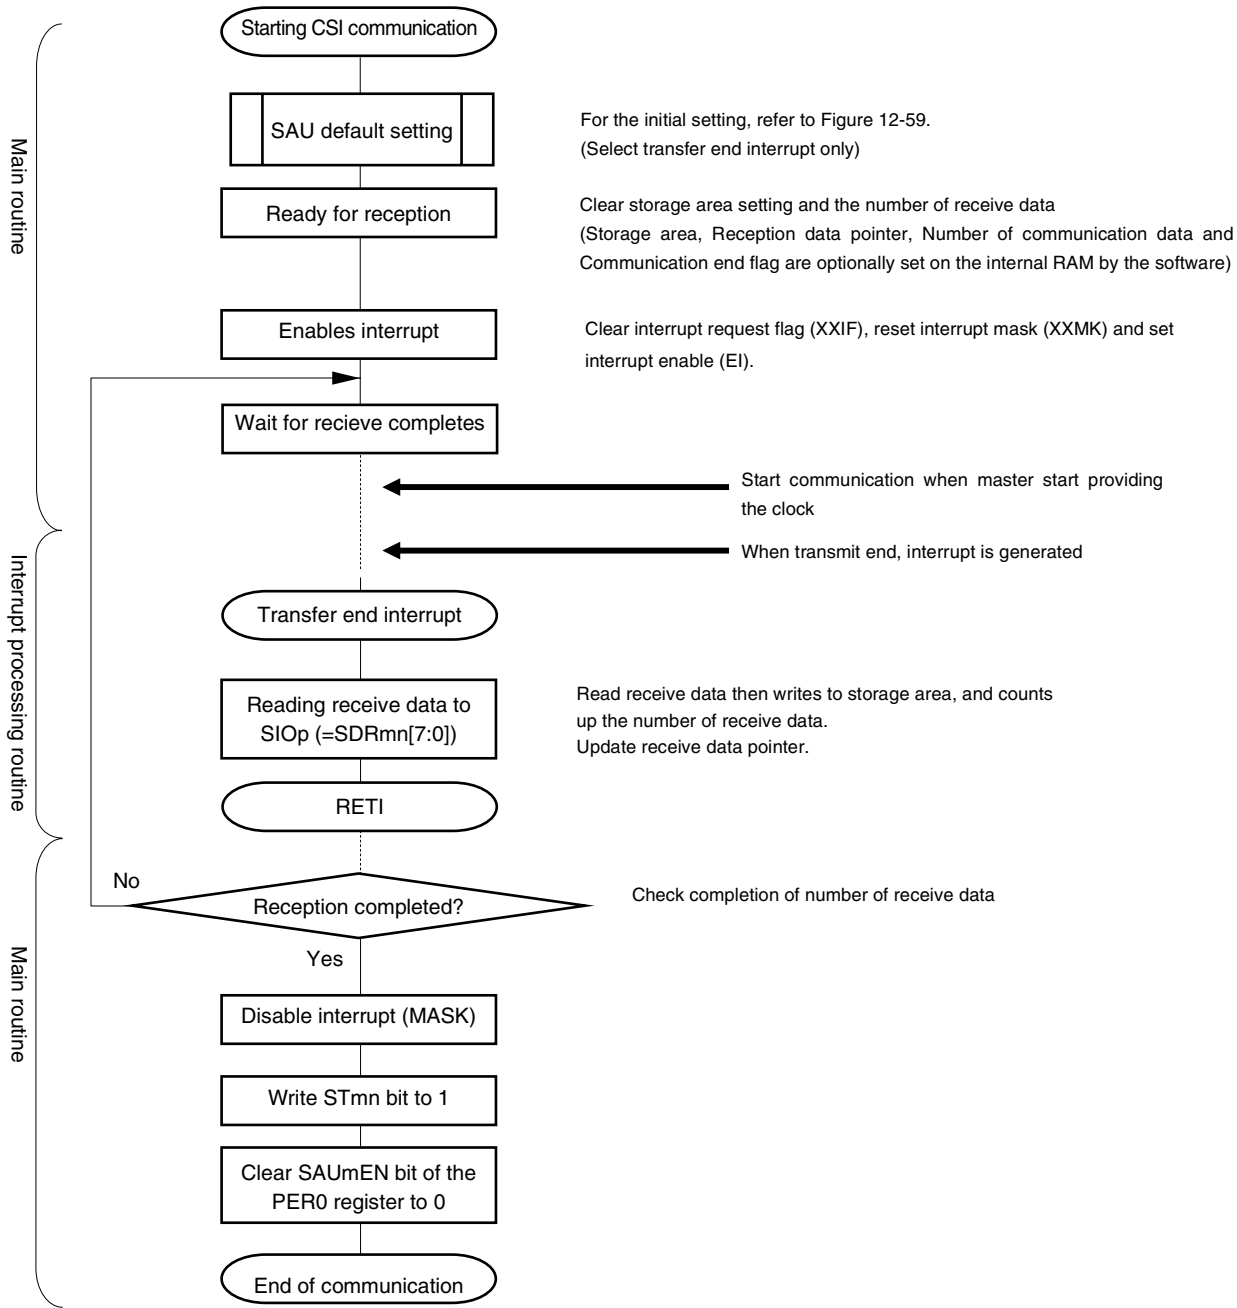 Starting CSI communication
Main routine
SAU default setting
For the initial setting, refer to Figure 12-59.
(Select transfer end interrupt only)
Ready for reception
Clear storage area setting and the number of receive data
(Storage area, Reception data pointer, Number of communication data and
Communication end flag are optionally set on the internal RAM by the software)
Enables interrupt
Clear interrupt request flag (XXIF), reset interrupt mask (XXMK) and set
interrupt enable (EI).
Wait for recieve completes
Start communication when master start providing
the clock
When transmit end, interrupt is generated
Interrupt processing routine
Transfer end interrupt
Reading receive data to
SIOp (=SDRmn[7:0])
Read receive data then writes to storage area, and counts
up the number of receive data.
Update receive data pointer.
RETI
No
Reception completed?
Check completion of number of receive data
Yes
Main routine
Disable interrupt (MASK)
Write STmn bit to 1
Clear SAUmEN bit of the
PER0 register to 0
End of communication